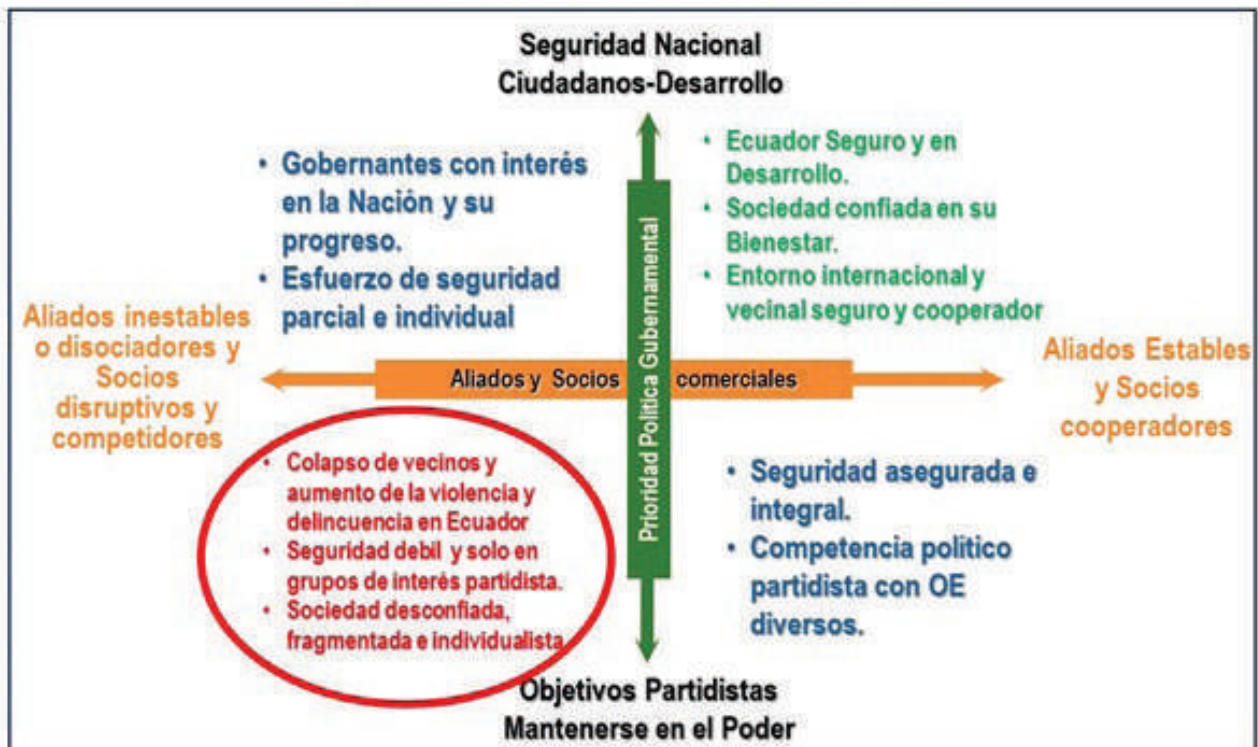 Seguridad Nacional
Ciudadanos-Desarrollo
• Gobernantes con interés
en la Nación y su
progreso.
• Esfuerzo de seguridad
parcial e individual
• Ecuador Seguro y en
Desarrollo.
• Sociedad confiada en su
Bienestar.
• Entorno internacional y
vecinal seguro y cooperador
Aliados inestables
o disociadores y
Socios
disruptivos y
competidores
Aliados y Socios comerciales
Prioridad Política Gubernamental
Aliados Estables
y Socios
cooperadores
• Colapso de vecinos y
aumento de la violencia y
delincuencia en Ecuador
• Seguridad debil y solo en
grupos de interés partidista.
• Sociedad desconfiada,
fragmentada e individualista
• Seguridad asegurada e
integral.
• Competencia político
partidista con OE
diversos.
Objetivos Partidistas
Mantenerse en el Poder